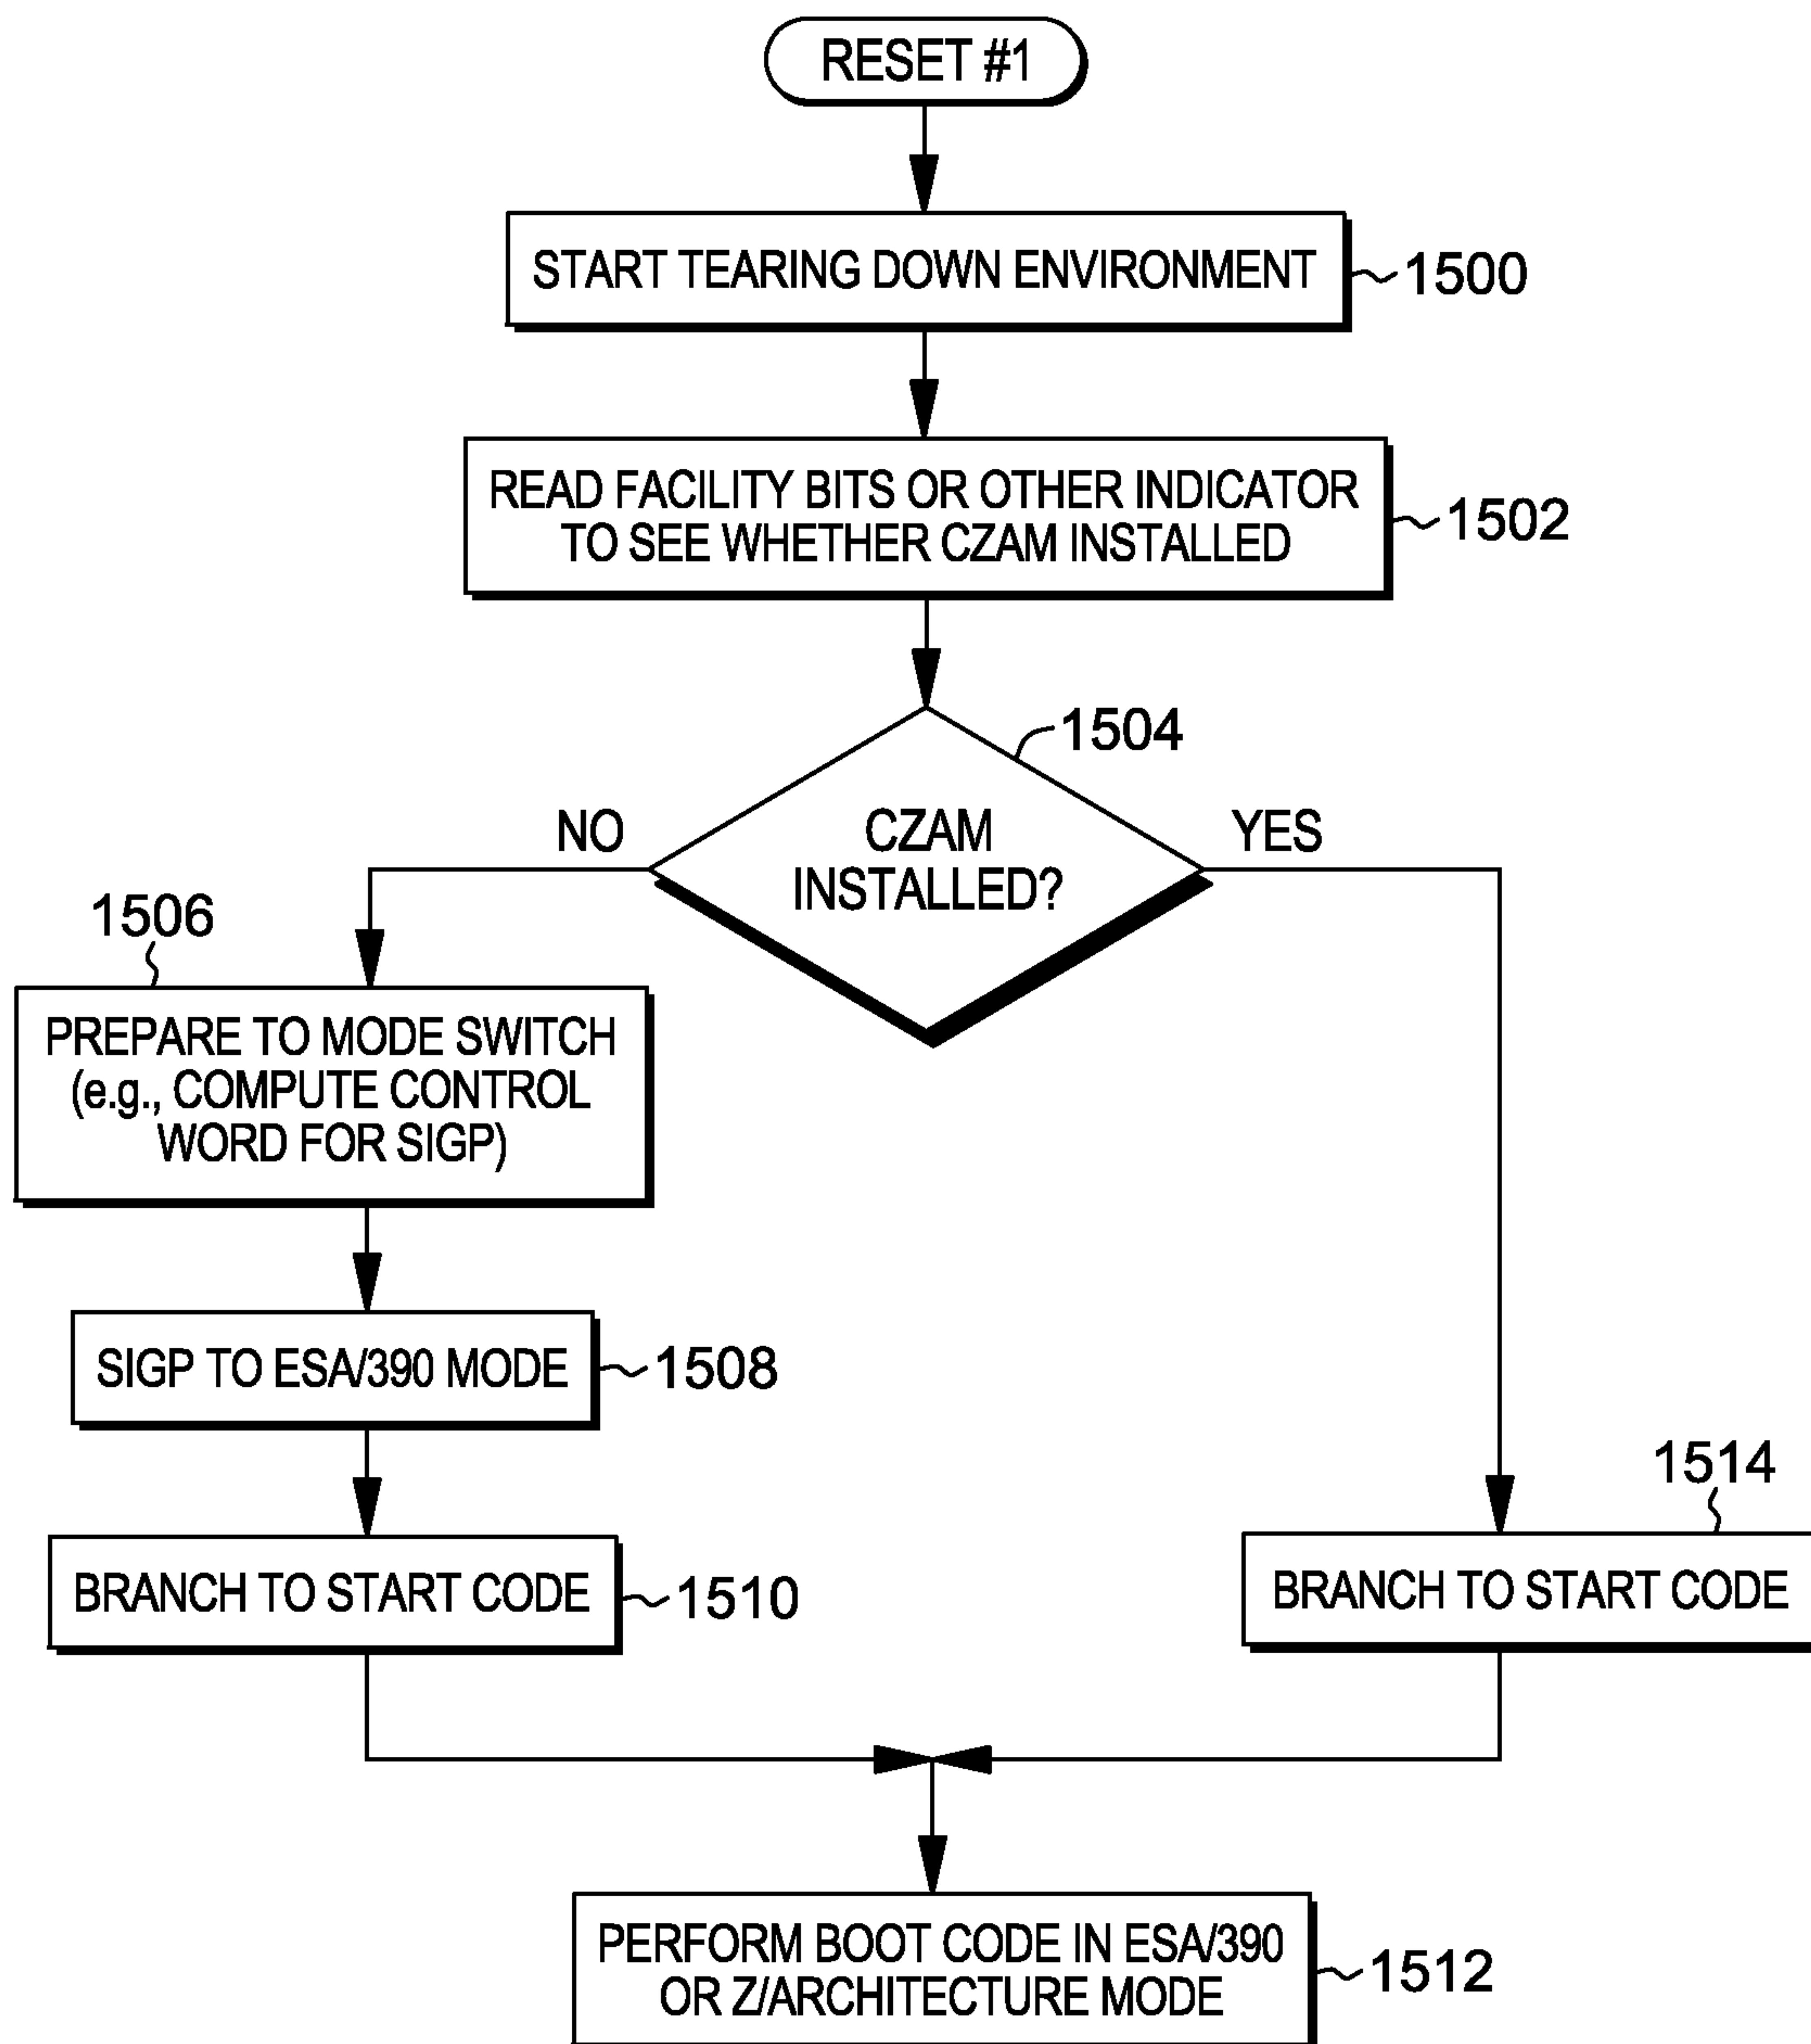 RESET #1
START TEARING DOWN ENVIRONMENT
1500
READ FACILITY BITS OR OTHER INDICATOR
TO SEE WHETHER CZAM INSTALLED
1502
1504
CZAM
INSTALLED?
NO
YES
1506
PREPARE TO MODE SWITCH
(e.g., COMPUTE CONTROL
WORD FOR SIGP)
SIGP TO ESA/390 MODE
1508
BRANCH TO START CODE
1510
1514
BRANCH TO START CODE
PERFORM BOOT CODE IN ESA/390
OR Z/ARCHITECTURE MODE
1512